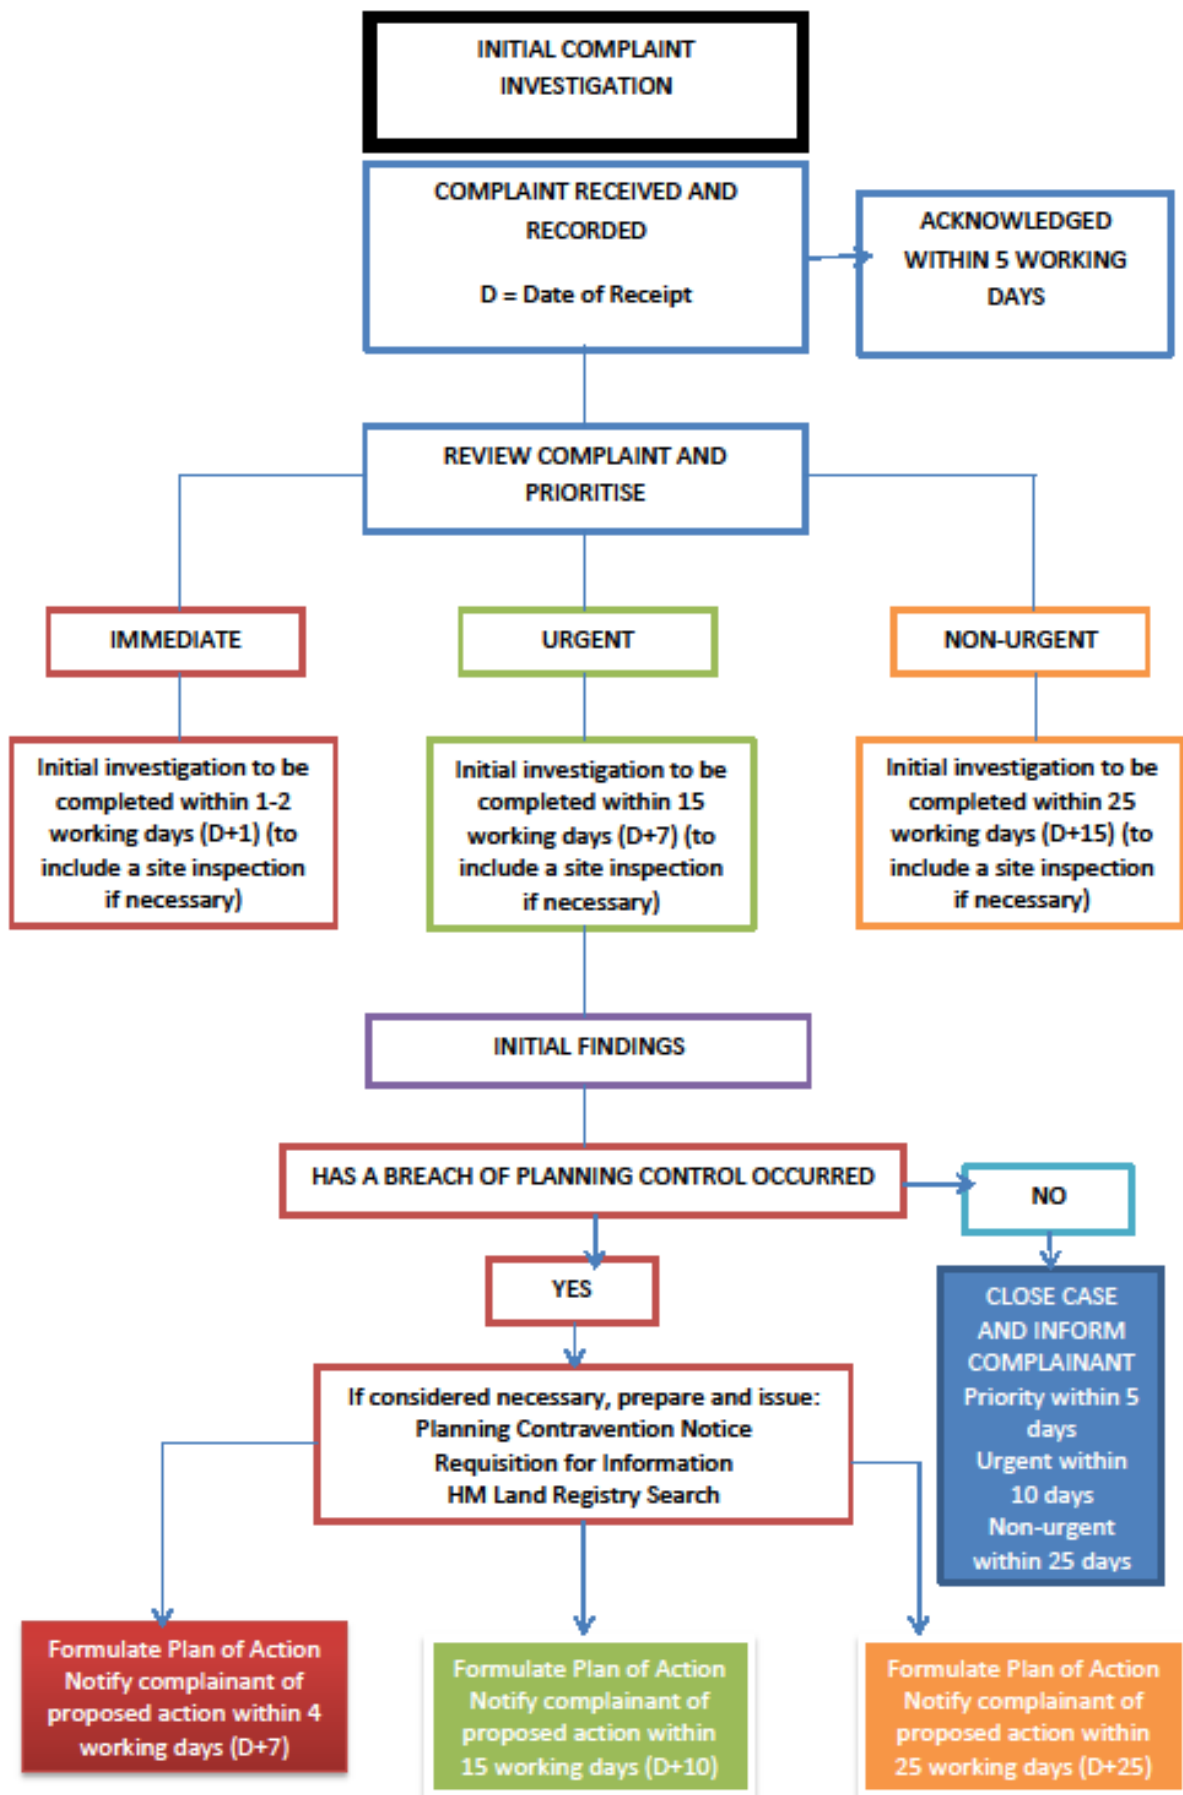 INITIAL COMPLAINT
INVESTIGATION
COMPLAINT RECEIVED AND
RECORDED
D = Date of Receipt
ACKNOWLEDGED
WITHIN 5 WORKING
DAYS
REVIEW COMPLAINT AND
PRIORITISE
IMMEDIATE
URGENT
NON-URGENT
Initial investigation to be
completed within 1-2
working days (D+1) (to
include a site inspection
if necessary)
Initial investigation to be
completed within 15
working days (D+7) (to
include a site inspection
if necessary)
Initial investigation to be
completed within 25
working days (D+15) (to
include a site inspection
if necessary)
INITIAL FINDINGS
HAS A BREACH OF PLANNING CONTROL OCCURRED
NO
YES
CLOSE CASE
AND INFORM
COMPLAINANT
Priority within 5
days
Urgent within
10 days
Non-urgent
within 25 days
If considered necessary, prepare and issue:
Planning Contravention Notice
Requisition for Information
HM Land Registry Search
Formulate Plan of Action
Notify complainant of
proposed action within 4
working days (D+7)
Formulate Plan of Action
Notify complainant of
proposed action within
15 working days (D+10)
Formulate Plan of Action
Notify complainant of
proposed action within
25 working days (D+25)